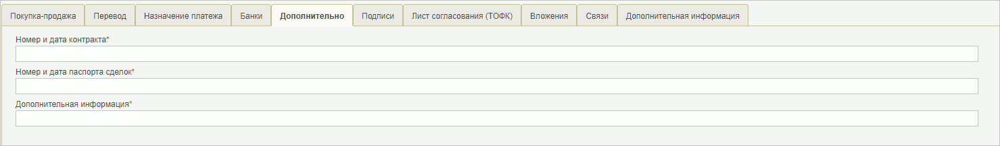 Покупка-продажа Перевод Назначение платежа Банки Дополнительно Подписи Лист согласования (ТОФК) Вложения Связи Дополнительная информация
Номер и дата контракта*
Номер и дата паспорта сделок*
Дополнительная информация*